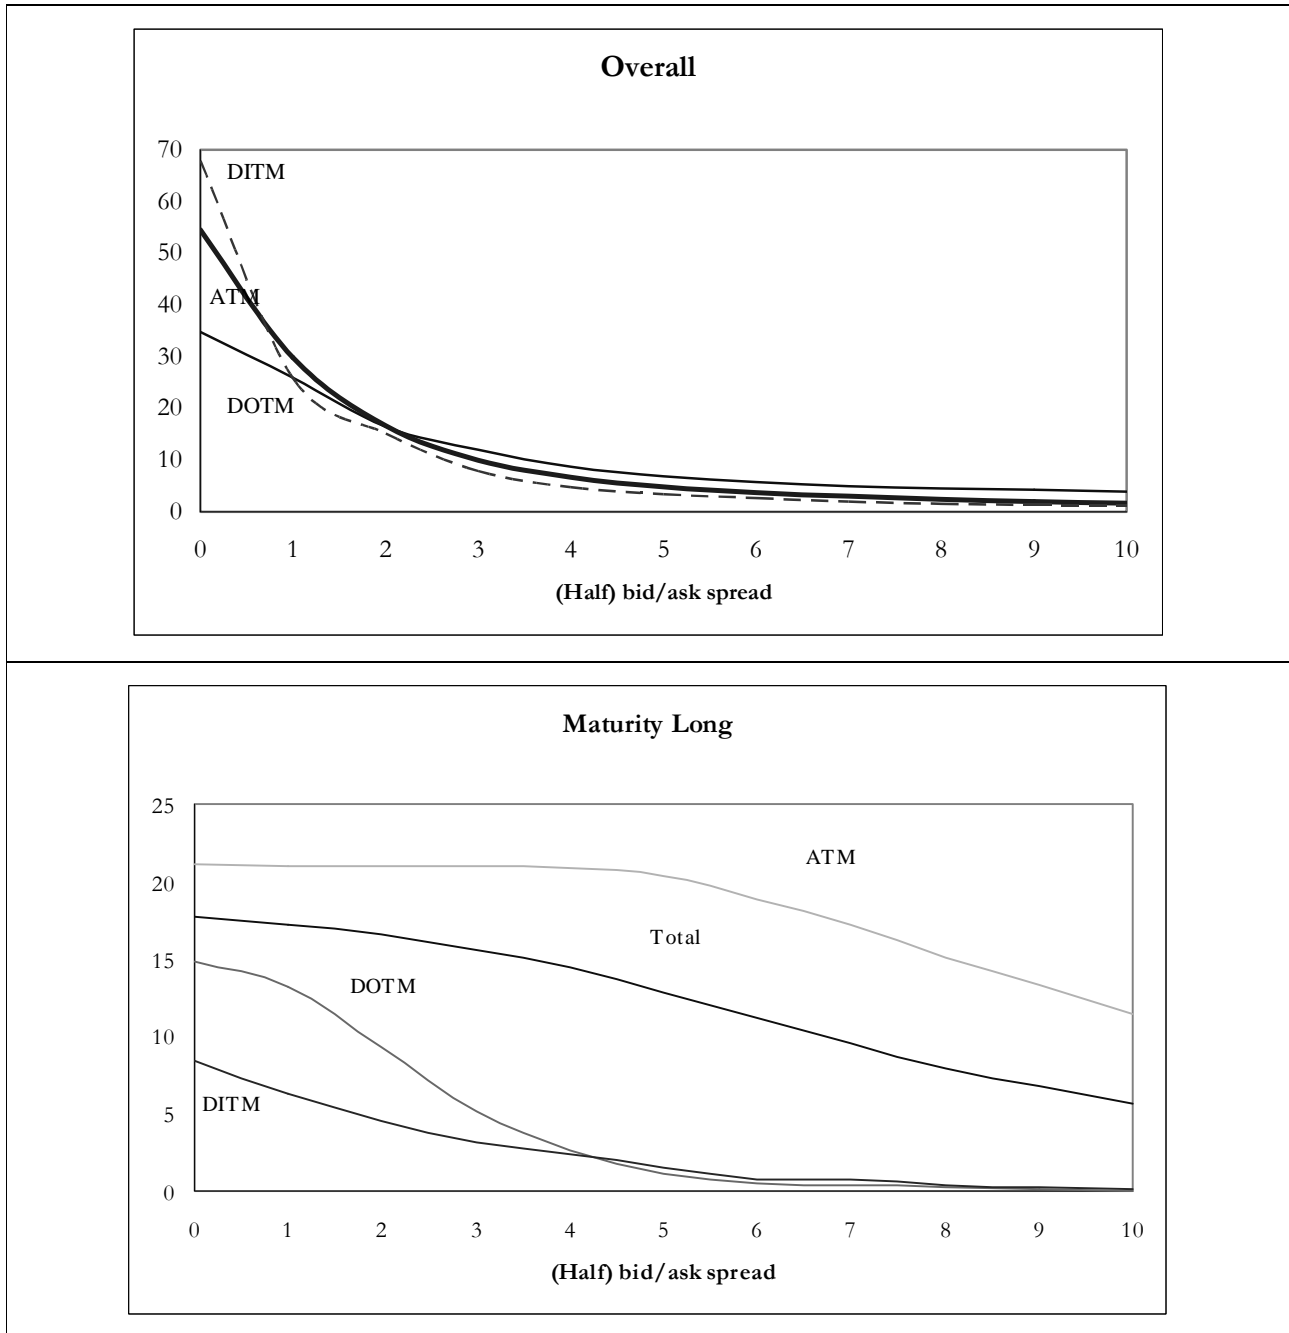 Overall
70
DITM
60
50
40
ATM
30
20
DOTM
10
0
0 1 2 3 4 5 6 7 8 9 10
(Half) bid/ask spread
Maturity Long
25
ATM
20
Total
15
DOTM
10
5
DITM
0
0 1 2 3 4 5 6 7 8 9 10
(Half) bid/ask spread